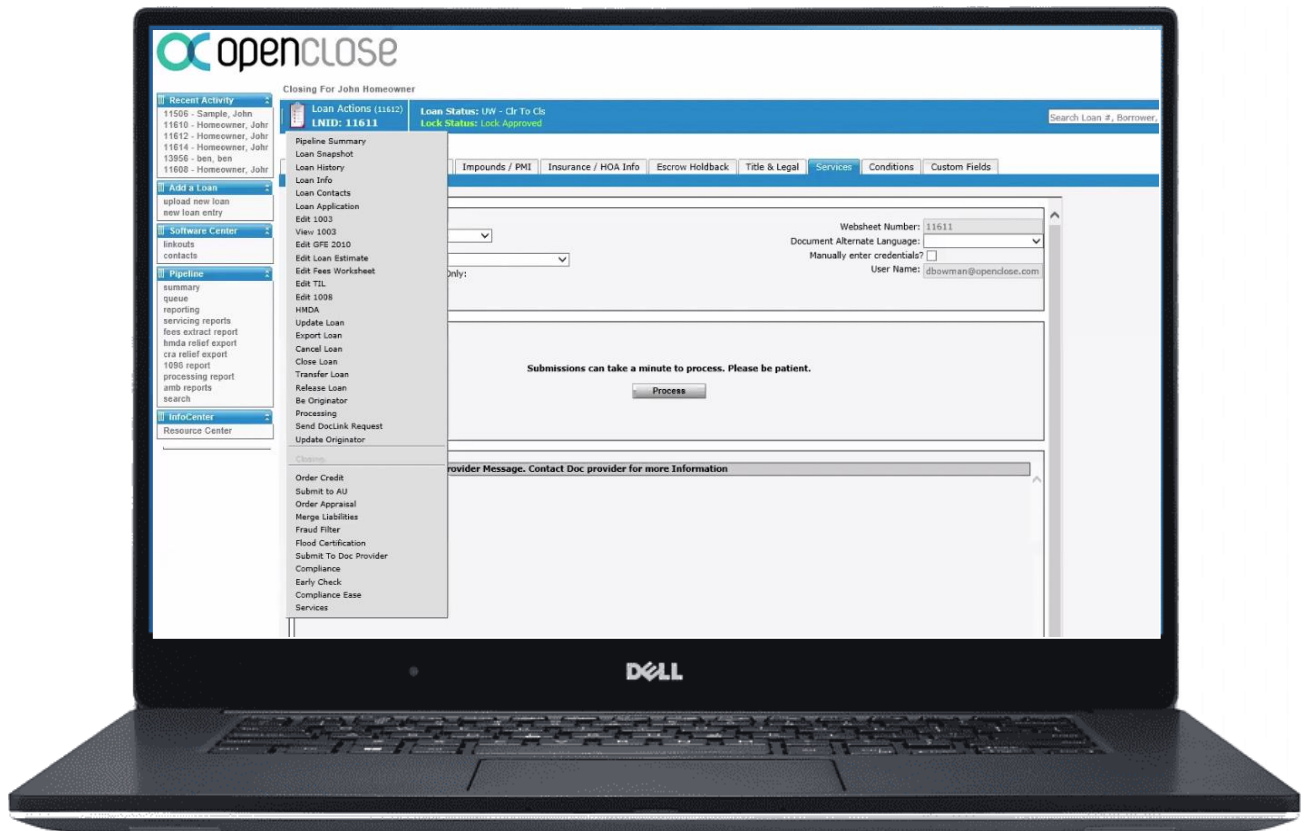 openclose
Closing For John Homeowner
Recent Activity
11506 - Sample, John
11610 - Homeowner, Johr
11612 - Homeowner, Johr
11614 - Homeowner, Johr
13956 - ben, ben
11608 - Homeowner, Johr
Add a Loan
upload new loan
new loan entry
Software Center
linkouts
contacts
Pipeline
summary
queue
reporting
servicing reports
fees extract report
hmda relief export
cra relief export
1098 report
processing report
amb reports
search
InfoCenter
Resource Center
Loan Actions (11612)
LNID: 11611
Loan Status: UW - Clr To Cls
Lock Status: Lock Approved
Search Loan #, Borrower,
Pipeline Summary
Loan Snapshot
Loan History
Loan Info
Loan Contacts
Loan Application
Edit 1003
View 1003
Edit GFE 2010
Edit Loan Estimate
Edit Fees Worksheet
Edit TIL
Edit 1008
HMDA
Update Loan
Export Loan
Cancel Loan
Close Loan
Transfer Loan
Release Loan
Be Originator
Processing
Send DocLink Request
Update Originator
Closing
Order Credit
Submit to AU
Order Appraisal
Merge Liabilities
Fraud Filter
Flood Certification
Submit To Doc Provider
Compliance
Early Check
Compliance Ease
Services
Impounds / PMI Insurance / HOA Info Escrow Holdback Title & Legal Services Conditions Custom Fields
Websheet Number: 11611
Document Alternate Language:
Manually enter credentials?
Only:
User Name: dbowman@openclose.com
Submissions can take a minute to process. Please be patient.
Process
rovider Message. Contact Doc provider for more Information
DELL